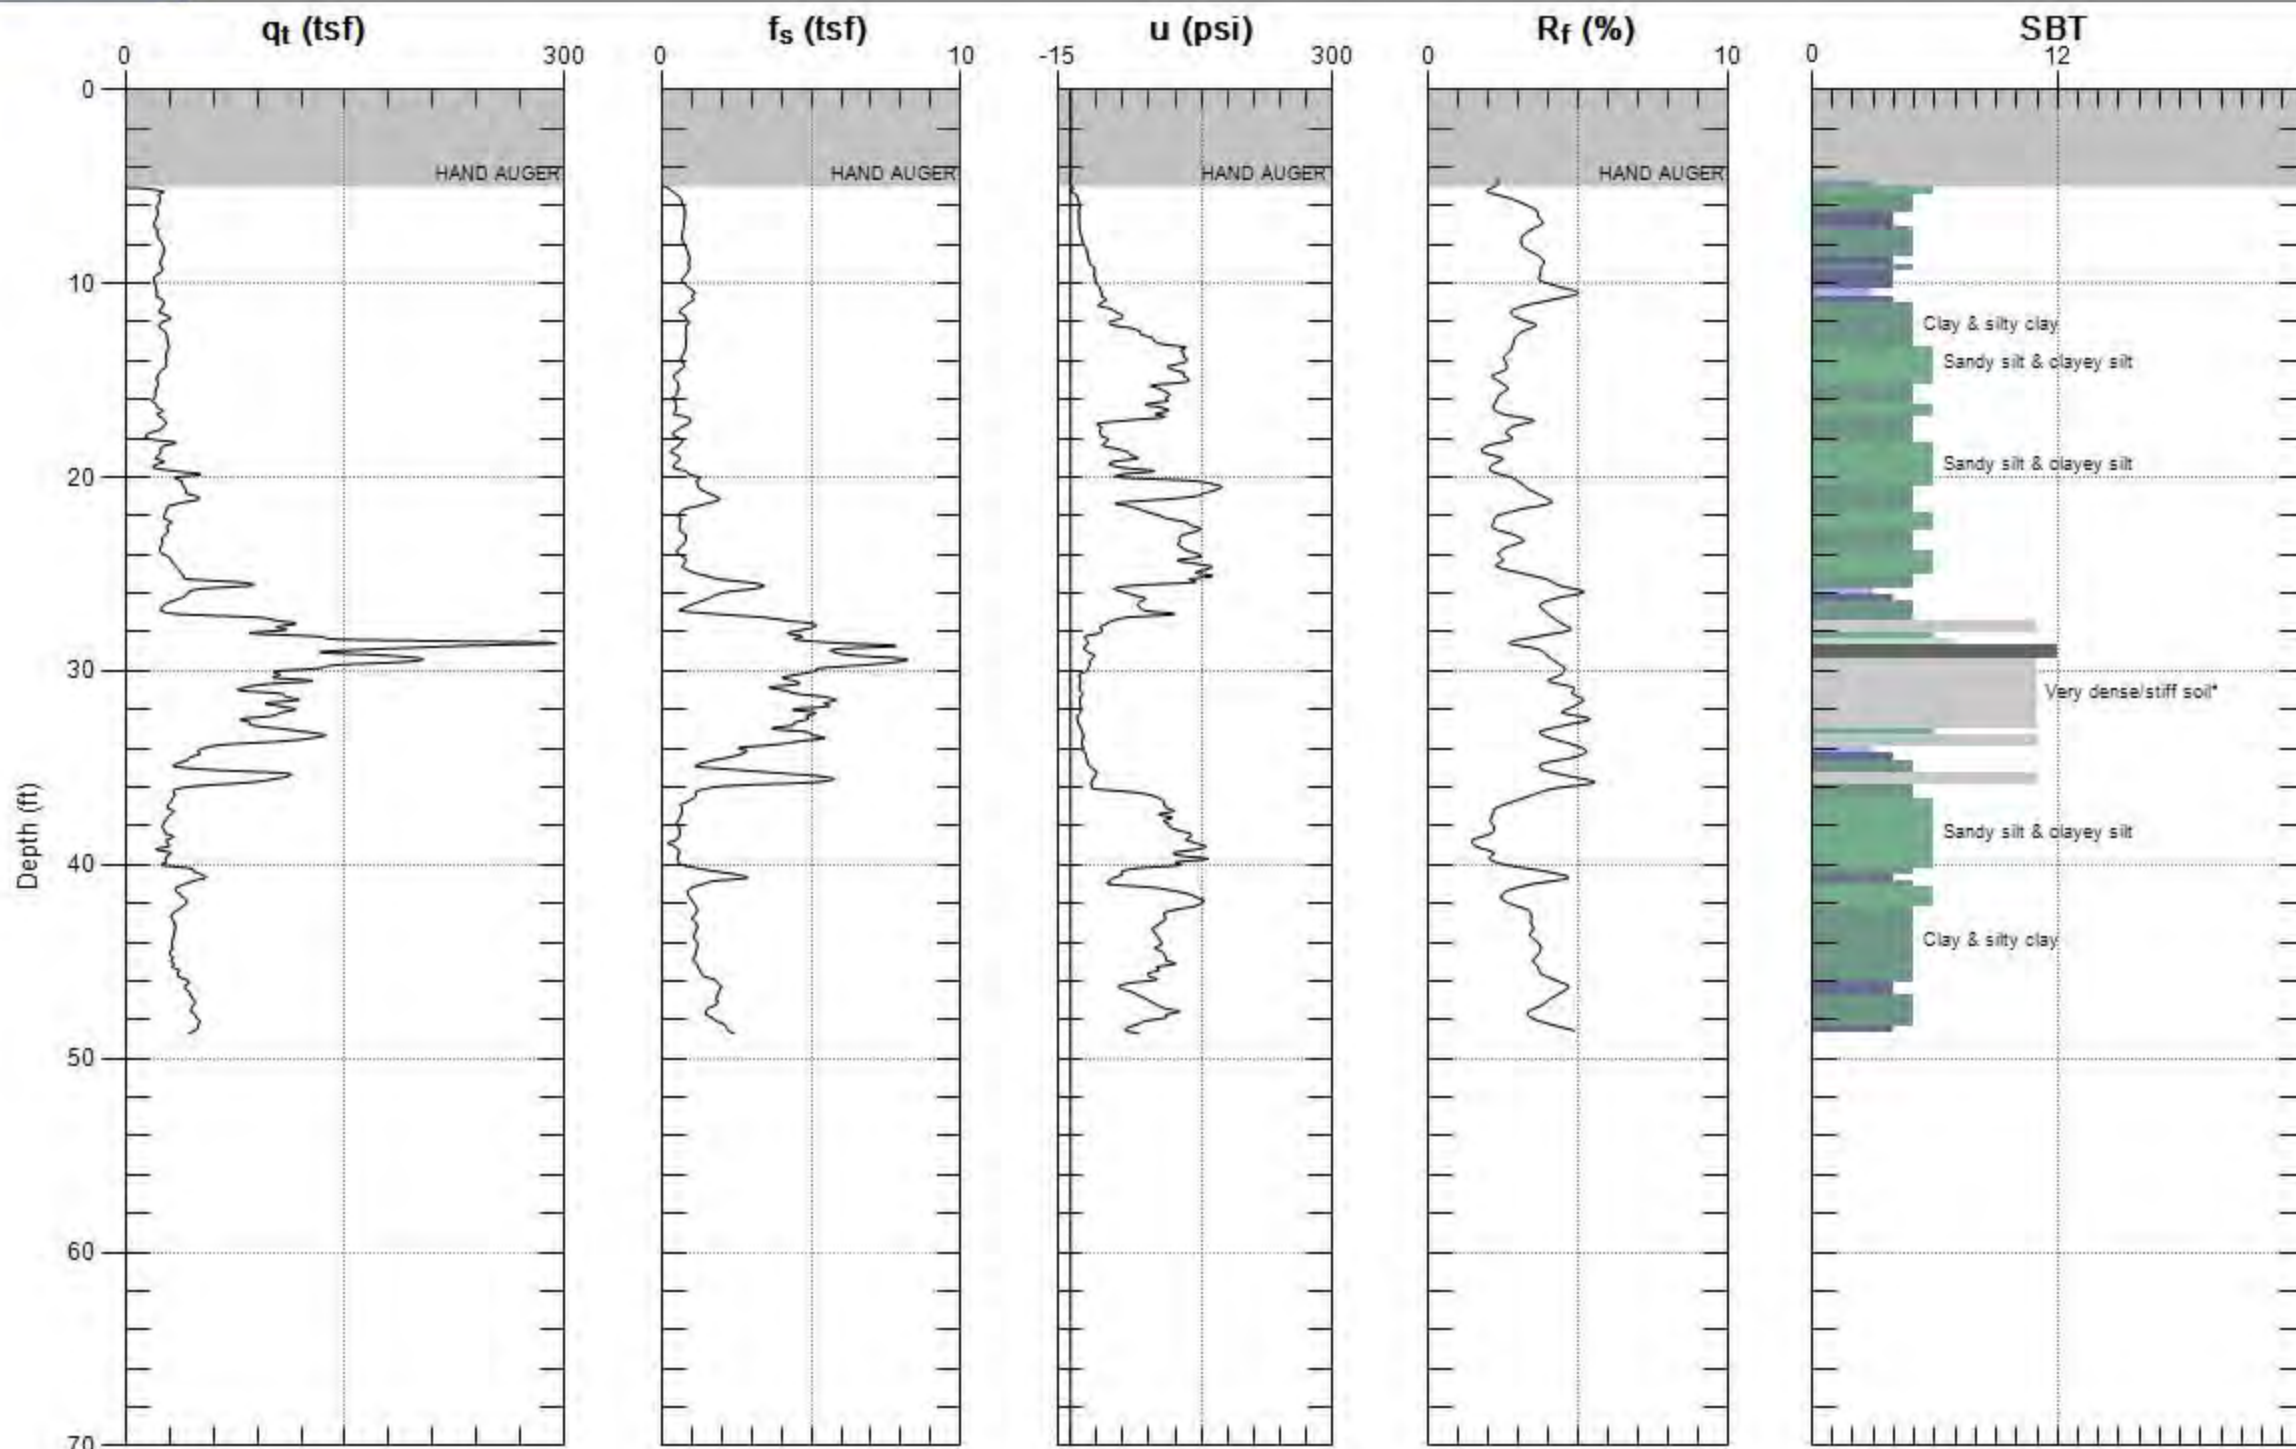 qt (tsf) fs (tsf) u (psi) Rf (%) SBT
0 300 0 10 -15 300 0 10 0 12
0
HAND AUGER HAND AUGER HAND AUGER HAND AUGER
10
Clay & silty clay
Sandy silt & clayey silt
Sandy silt & clayey silt
20
30
Very dense/stiff soil*
Sandy silt & clayey silt
40
Depth (ft)
Clay & silty clay
50
60
70